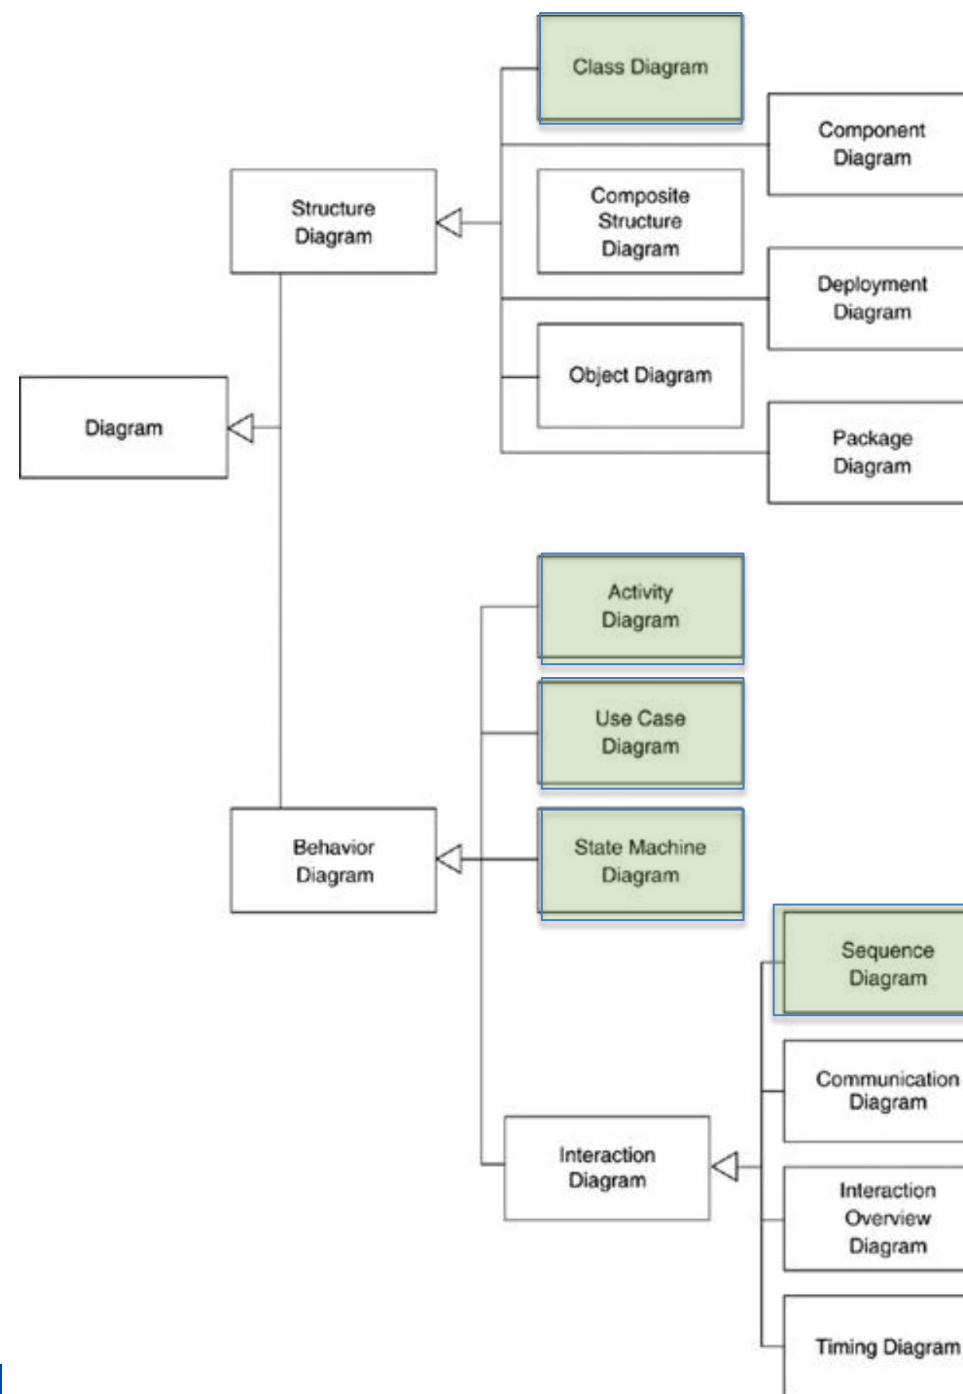 Class Diagram
Component
Diagram
Structure
Diagram
Composite
Structure
Diagram
Deployment
Diagram
Object Diagram
Diagram
Package
Diagram
Activity
Diagram
Use Case
Diagram
Behavior
Diagram
State Machine
Diagram
Sequence
Diagram
Communication
Diagram
Interaction
Diagram
Interaction
Overview
Diagram
Timing Diagram